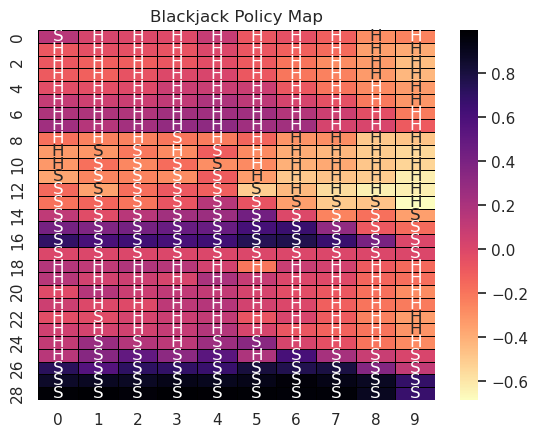 Blackjack Policy Map
0 S H H H H H H H H H
H H H H H H H H H H
2 H H H H H H H H H H
H H H H H H H H H H
4 H H H H H H H H H H
H H H H H H H H H H
6 H H H H H H H H H H
H H H H H H H H H H
8 H H H S H H H H H H
H S H S S H H H H H
10
12
S S S S S S S S S H
14 S S S S S S S S S S
S S S S S S S S S S
16 S S S S S S S S S S
S S S S S S S S S S
18 H H H H H S H H H H
H H H H H H H H H H
20 H H H H H H H H H H
H H H H H H H H H H
22
24
26 S S S S S S S S S S
S S S S S S S S S S
28 S S S S S S S S S S
0 1 2 3 4 5 6 7 8 9
0.8
0.6
0.4
0.2
0.0
−0.2
−0.4
−0.6